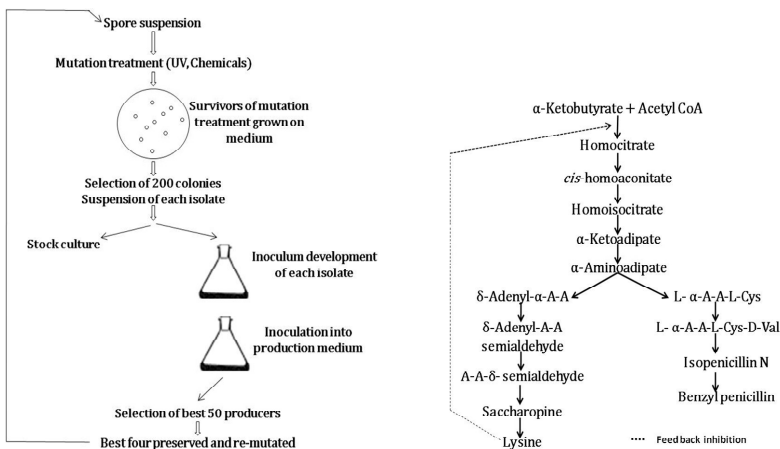 Spore suspension
Mutation treatment (UV, Chemicals)
Survivors of mutation
treatment grown on
medium
Selection of 200 colonies
Suspension of each isolate
Stock culture
Inoculum development
of each isolate
Inoculation into
production medium
Selection of best 50 producers
Best four preserved and re-mutated
α-Ketobutyrate + Acetyl CoA
Homocitrate
cis-homoaconitate
Homoisocitrate
α-Ketoadipate
α-Aminoadipate
δ-Adenyl-α-A-A
δ-Adenyl-A-A
semialdehyde
A-A-δ- semialdehyde
Saccharopine
Lysine
L- α-A-A-L-Cys
L- α-A-A-L-Cys-D-Val
Isopenicillin N
Benzyl penicillin
Feed back inhibition